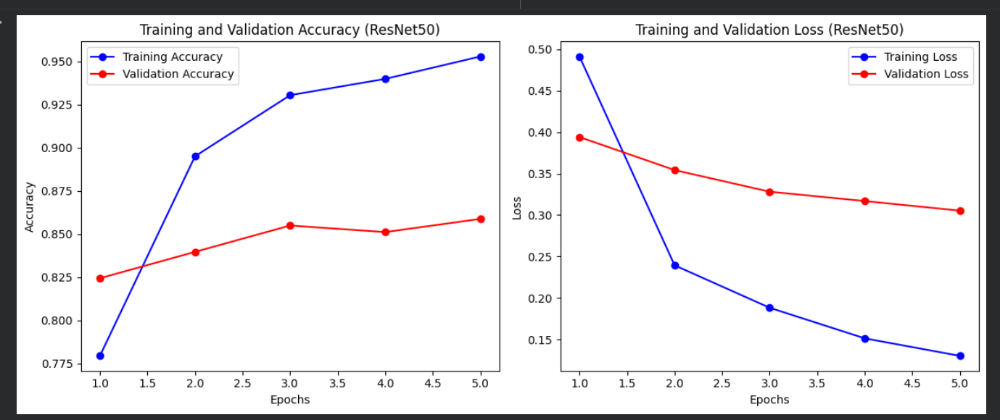 Training and Validation Accuracy (ResNet50)
Training Accuracy
Validation Accuracy
0.950
0.925
0.900
0.875
0.850
0.825
0.800
0.775
Accuracy
1.0 1.5 2.0 2.5 3.0 3.5 4.0 4.5 5.0
Epochs
Training and Validation Loss (ResNet50)
Training Loss
Validation Loss
0.50
0.45
0.40
0.35
0.30
0.25
0.20
0.15
Loss
1.0 1.5 2.0 2.5 3.0 3.5 4.0 4.5 5.0
Epochs